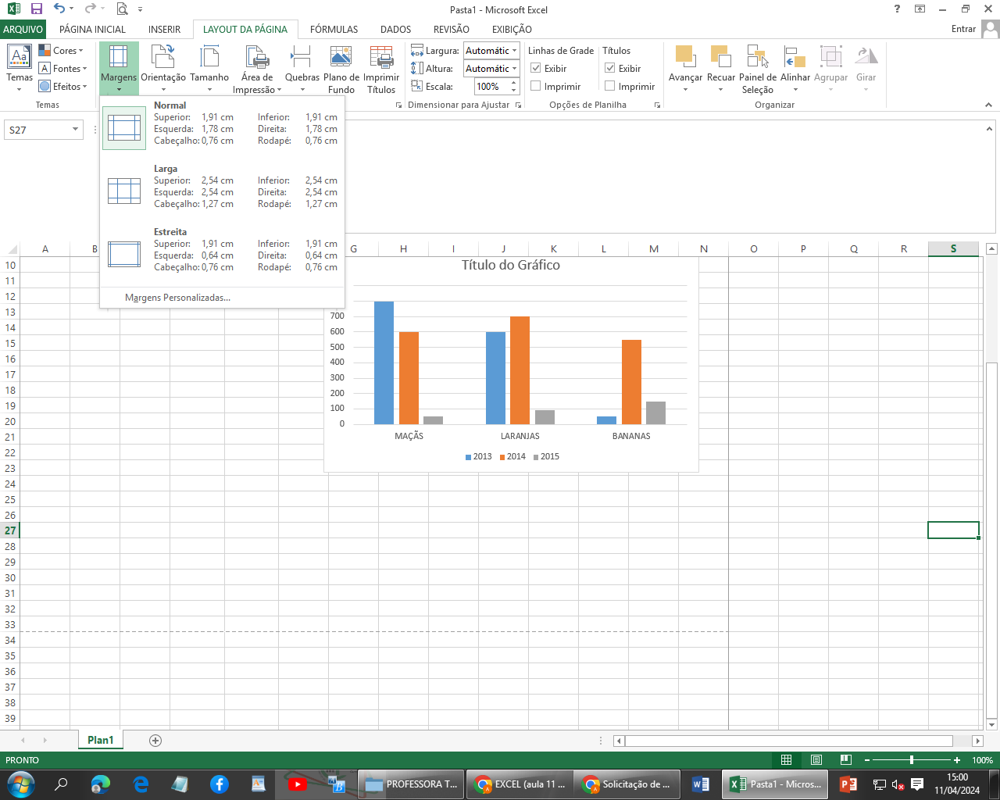 Pasta1 - Microsoft Excel
ARQUIVO PÁGINA INICIAL INSERIR LAYOUT DA PÁGINA FÓRMULAS DADOS REVISÃO EXIBIÇÃO Entrar
Temas
Cores
Fontes
Efeitos
Temas
Margens
Orientação
Tamanho
Área de Impressão
Quebras
Plano de Fundo
Imprimir Títulos
Largura: Automátic
Altura: Automátic
Escala: 100%
Dimensionar para Ajustar
Linhas de Grade Títulos
Exibir Exibir
Imprimir Imprimir
Opções de Planilha
Avançar
Recuar
Painel de Seleção
Alinhar
Agrupar
Girar
Organizar
S27
Normal
Superior: 1,91 cm Inferior: 1,91 cm
Esquerda: 1,78 cm Direita: 1,78 cm
Cabeçalho: 0,76 cm Rodapé: 0,76 cm
Larga
Superior: 2,54 cm Inferior: 2,54 cm
Esquerda: 2,54 cm Direita: 2,54 cm
Cabeçalho: 1,27 cm Rodapé: 1,27 cm
Estreita
Superior: 1,91 cm Inferior: 1,91 cm
Esquerda: 0,64 cm Direita: 0,64 cm
Cabeçalho: 0,76 cm Rodapé: 0,76 cm
Margens Personalizadas...
A B G H I J K L M N O P Q R S
10
11
12
13
14
15
16
17
18
19
20
21
22
23
24
25
26
27
28
29
30
31
32
33
34
35
36
37
38
39
Título do Gráfico
700
600
500
400
300
200
100
0
MAÇÃS LARANJAS BANANAS
2013 2014 2015
Plan1
PRONTO 100%
PROFESSORA T...
EXCEL (aula 11 ...
Solicitação de ...
Pasta1 - Micros...
15:00
11/04/2024